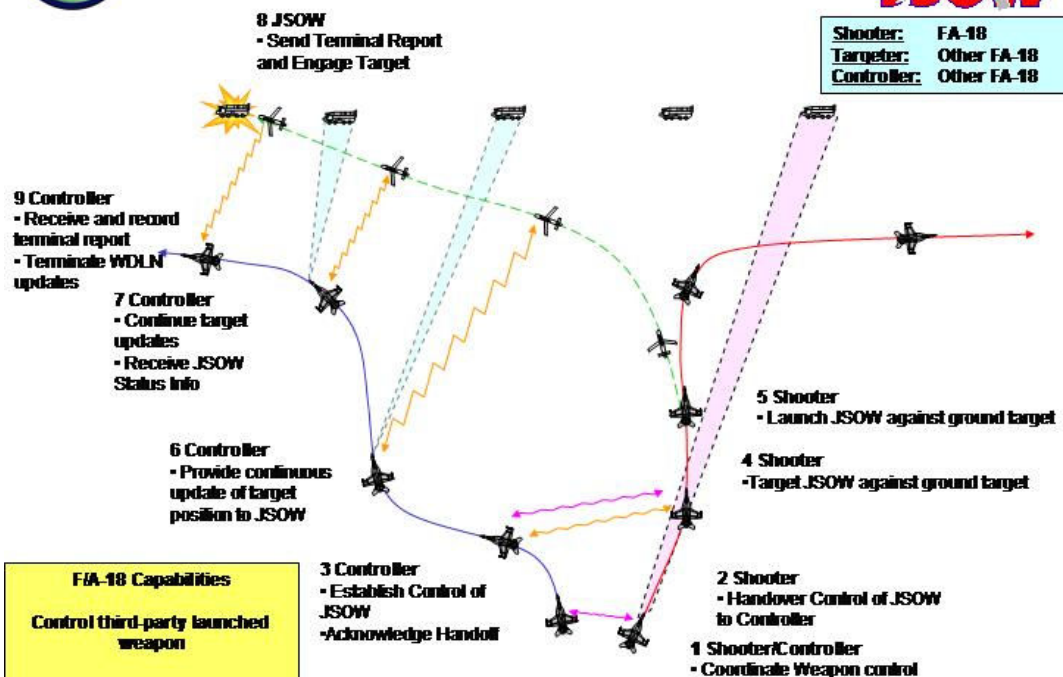 JSOW
8 JSOW
- Send Terminal Report
and Engage Target
Shooter: FA-18
Targeter: Other FA-18
Controller: Other FA-18
9 Controller
- Receive and record
terminal report
- Terminate WDLN
updates
7 Controller
- Continue target
updates
- Receive JSOW
Status Info
5 Shooter
- Launch JSOW against ground target
4 Shooter
-Target JSOW against ground target
6 Controller
- Provide continuous
update of target
position to JSOW
3 Controller
- Establish Control of
JSOW
-Acknowledge Handoff
2 Shooter
- Handover Control of JSOW
to Controller
1 Shooter/Controller
- Coordinate Weapon control
F/A-18 Capabilities
Control third-party launched
weapon